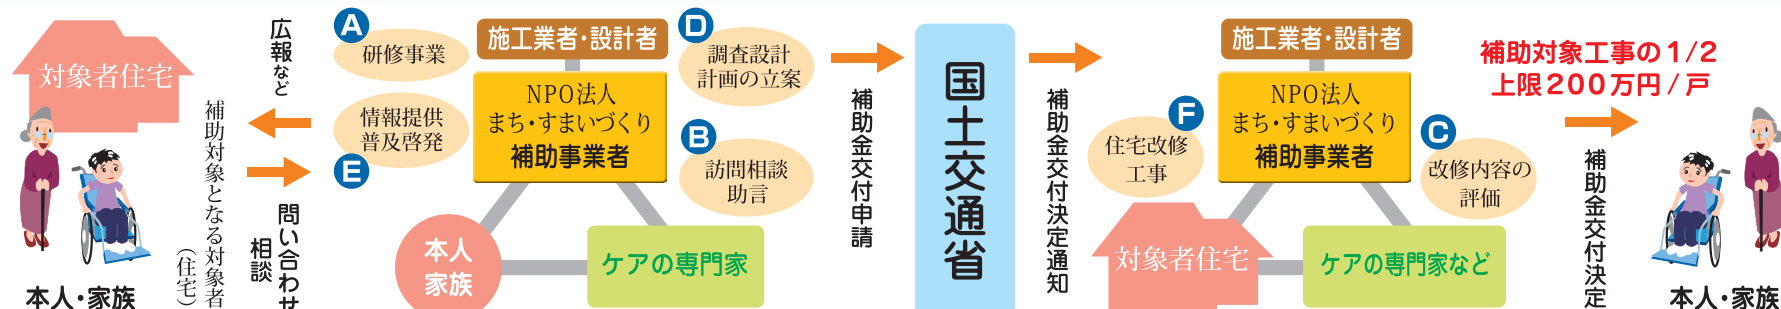 対象者住宅
本人・家族
補助対象となる対象者
（住宅）
広報など
問い合わせ
相談
A
研修事業
情報提供
普及啓発
E
施工業者・設計者
NPO法人
まち・すまいづくり
補助事業者
D
調査設計
計画の立案
B
訪問相談
助言
本人
家族
ケアの専門家
補助金交付申請
国土交通省
補助金交付決定通知
施工業者・設計者
NPO法人
まち・すまいづくり
補助事業者
F
住宅改修
工事
C
改修内容の
評価
対象者住宅
ケアの専門家など
補助対象工事の1/2
上限200万円/戸
補助金交付決定
本人・家族